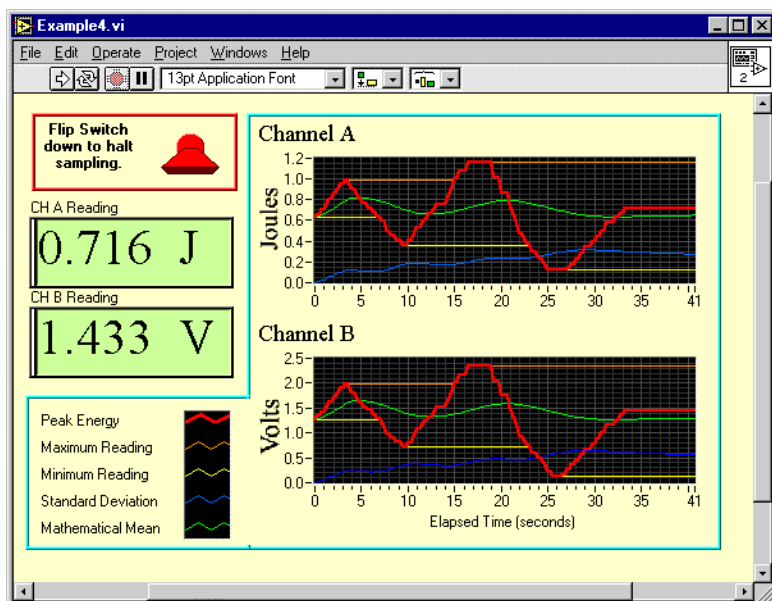 Example4.vi
File Edit Operate Project Windows Help
13pt Application Font
2
Flip Switch
down to halt
sampling.
CH A Reading
0.716 J
CH B Reading
1.433 V
Peak Energy
Maximum Reading
Minimum Reading
Standard Deviation
Mathematical Mean
Channel A
Joules
1.2
1.0
0.8
0.6
0.4
0.2
0.0
0 5 10 15 20 25 30 35 41
Channel B
Volts
2.5
2.0
1.5
1.0
0.5
0.0
0 5 10 15 20 25 30 35 41
Elapsed Time (seconds)